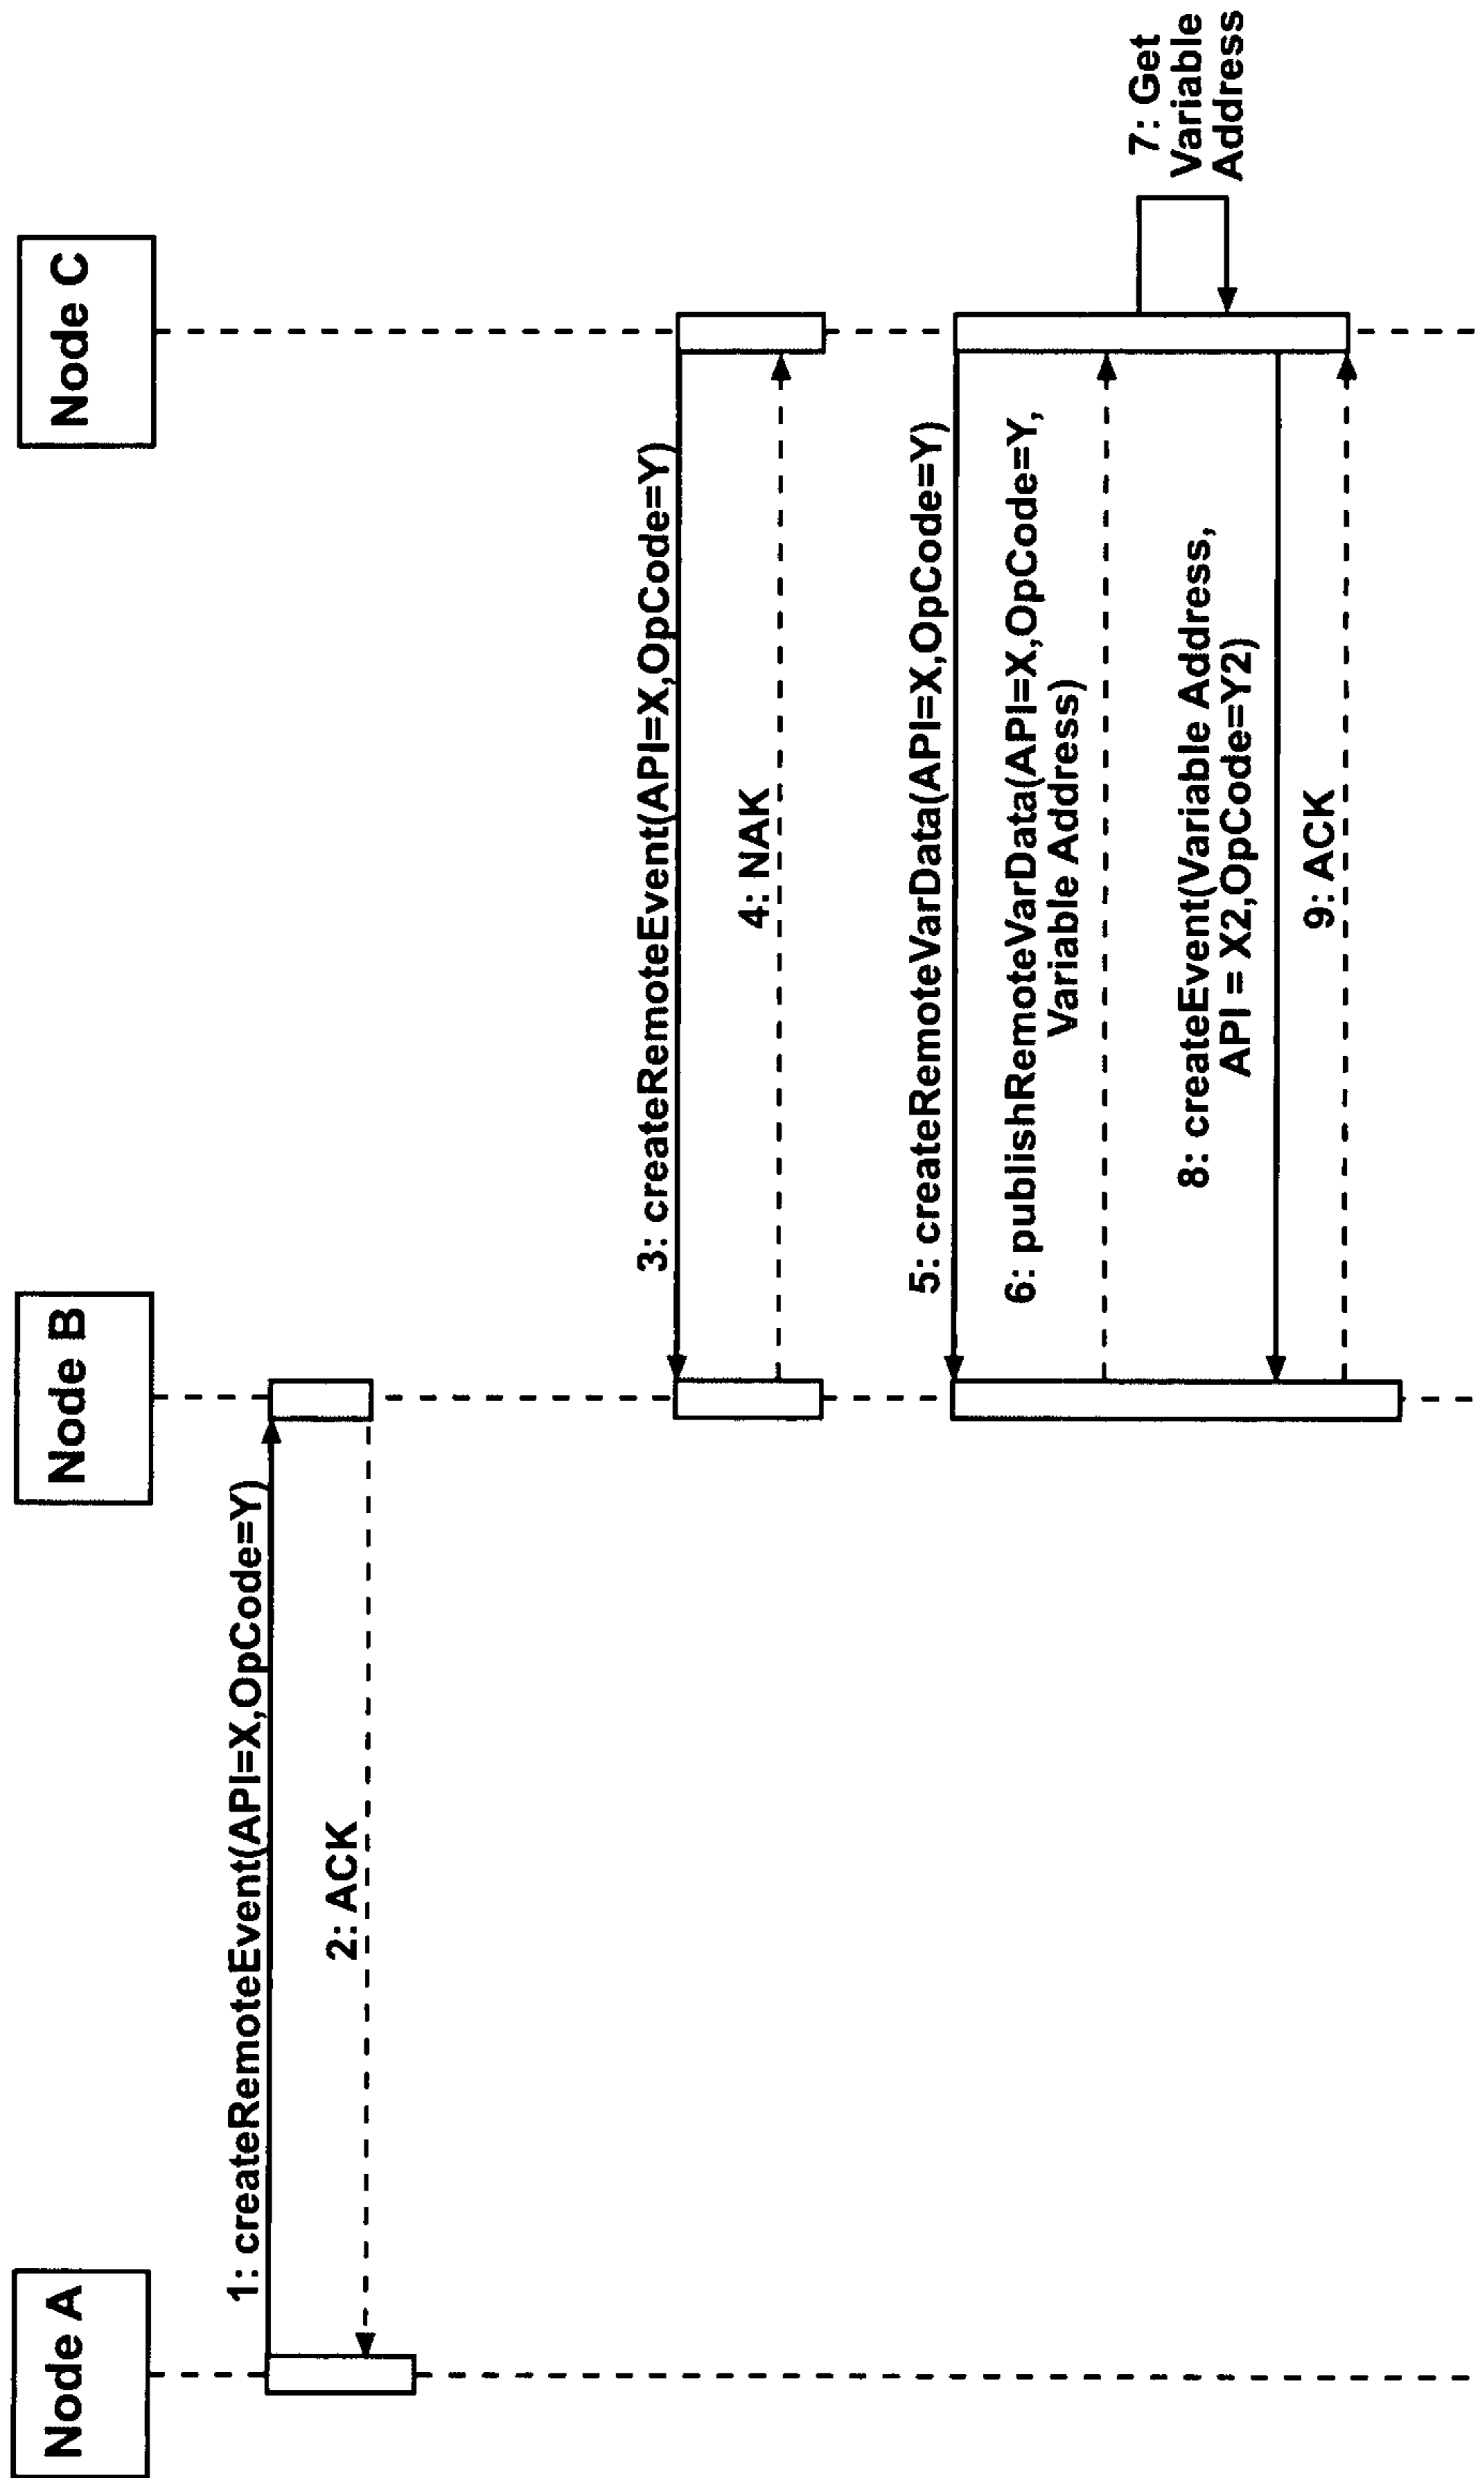 Node A
Node B
Node C
1: createRemoteEvent(API=X,OpCode=Y)
2: ACK
3: createRemoteEvent(API=X,OpCode=Y)
4: NAK
5: createRemoteVarData(API=X,OpCode=Y)
6: publishRemoteVarData(API=X,OpCode=Y,
Variable Address)
7: Get
Variable
Address
8: createEvent(Variable Address,
API = X2,OpCode=Y2)
9: ACK